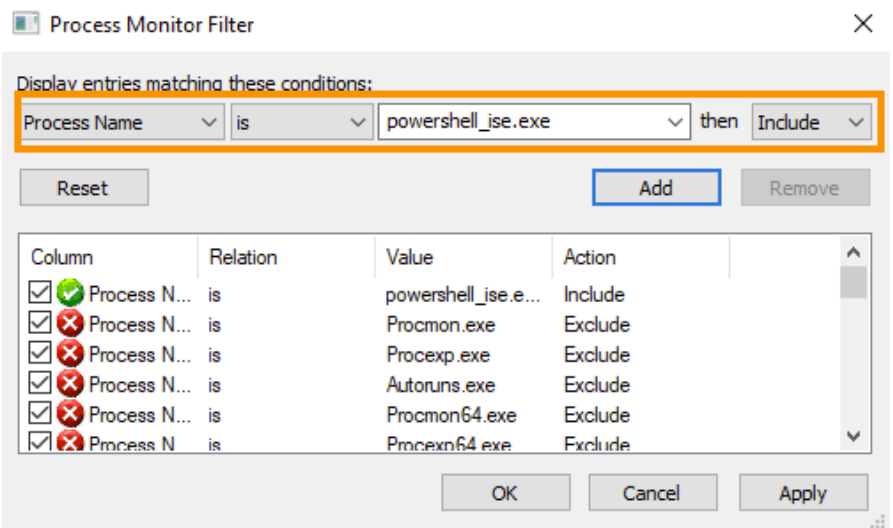 Process Monitor Filter
Display entries matching these conditions:
Process Name is powershell_ise.exe then Include
Reset Add Remove
Column Relation Value Action
Process N... is powershell_ise.e... Include
Process N... is Procmon.exe Exclude
Process N... is Procexp.exe Exclude
Process N... is Autoruns.exe Exclude
Process N... is Procmon64.exe Exclude
Process N is Procexp64.exe Exclude
OK Cancel Apply